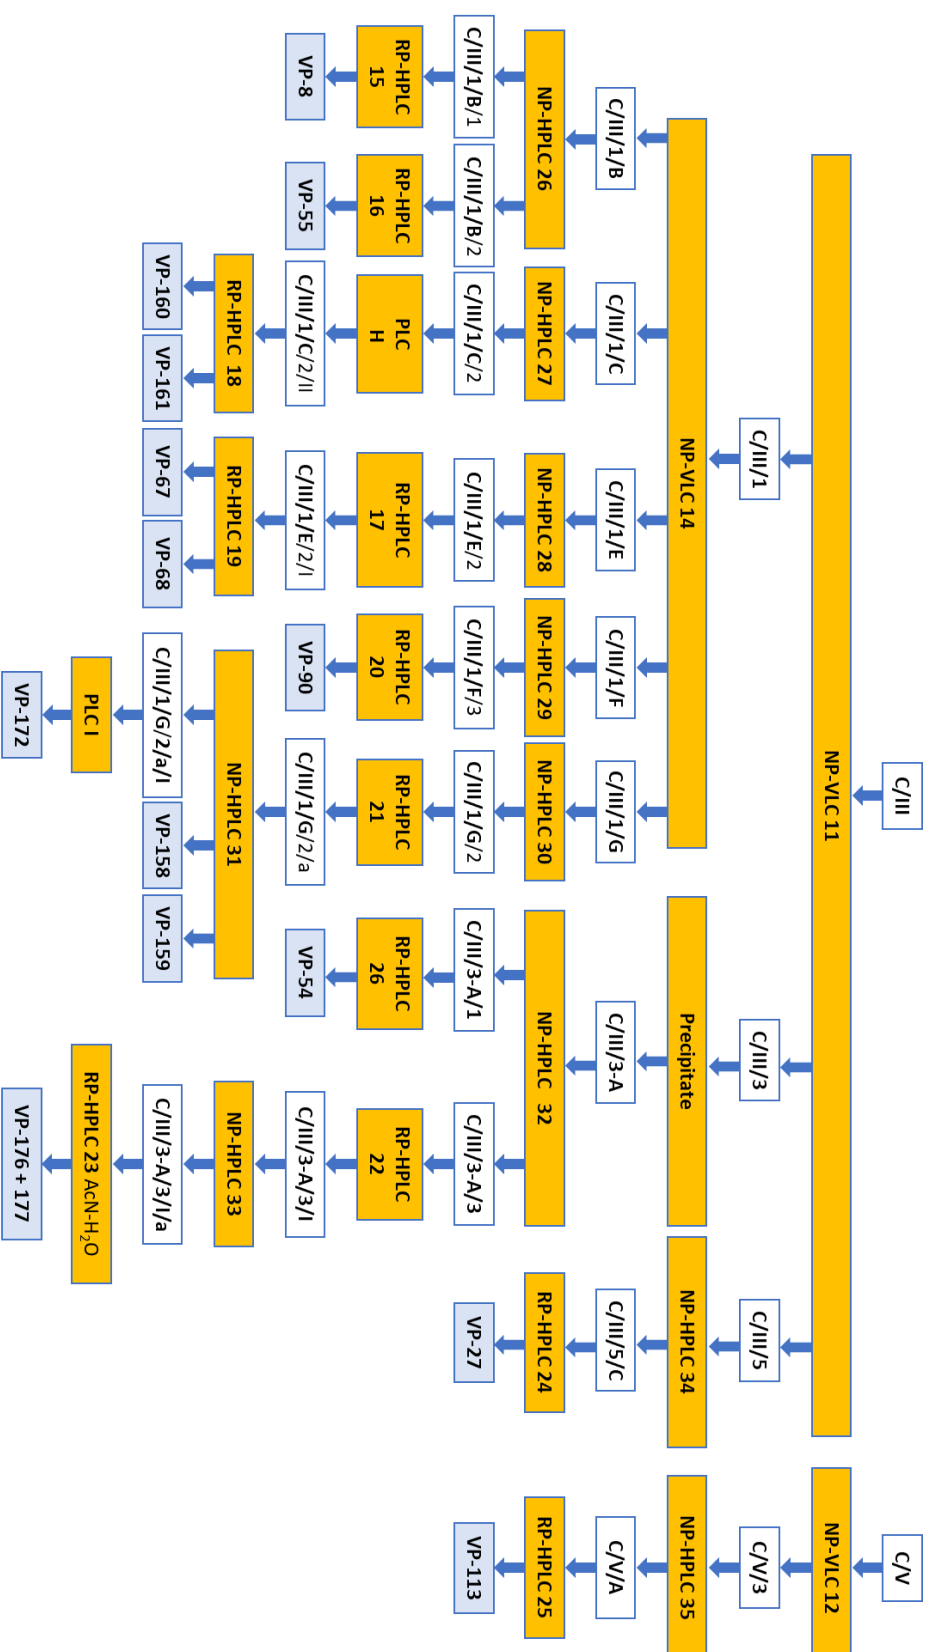 C/III
C/V
NP-VLC 11
NP-VLC 12
C/III/1
C/III/3
C/III/5
C/V/3
NP-VLC 14
Precipitate
NP-HPLC 34
NP-HPLC 35
C/III/1/B
C/III/1/C
C/III/1/E
C/III/1/F
C/III/1/G
C/III/3-A
C/III/5/C
C/V/A
NP-HPLC 26
NP-HPLC 27
NP-HPLC 28
NP-HPLC 29
NP-HPLC 30
NP-HPLC 32
RP-HPLC 24
RP-HPLC 25
C/III/1/B/1
C/III/1/B/2
C/III/1/C/2
C/III/1/E/2
C/III/1/F/3
C/III/1/G/2
C/III/3-A/1
C/III/3-A/3
VP-27
VP-113
RP-HPLC
15
RP-HPLC
16
PLC
H
RP-HPLC
17
RP-HPLC
20
RP-HPLC
21
RP-HPLC
26
RP-HPLC
22
VP-8
VP-55
C/III/1/C/2/II
C/III/1/E/2/I
VP-90
C/III/1/G/2/a
VP-54
C/III/3-A/3/I
RP-HPLC 18
RP-HPLC 19
NP-HPLC 31
NP-HPLC 33
VP-160
VP-161
VP-67
VP-68
C/III/1/G/2/a/I
VP-158
VP-159
C/III/3-A/3/I/a
PLC I
RP-HPLC 23 AcN-H₂O
VP-172
VP-176 + 177